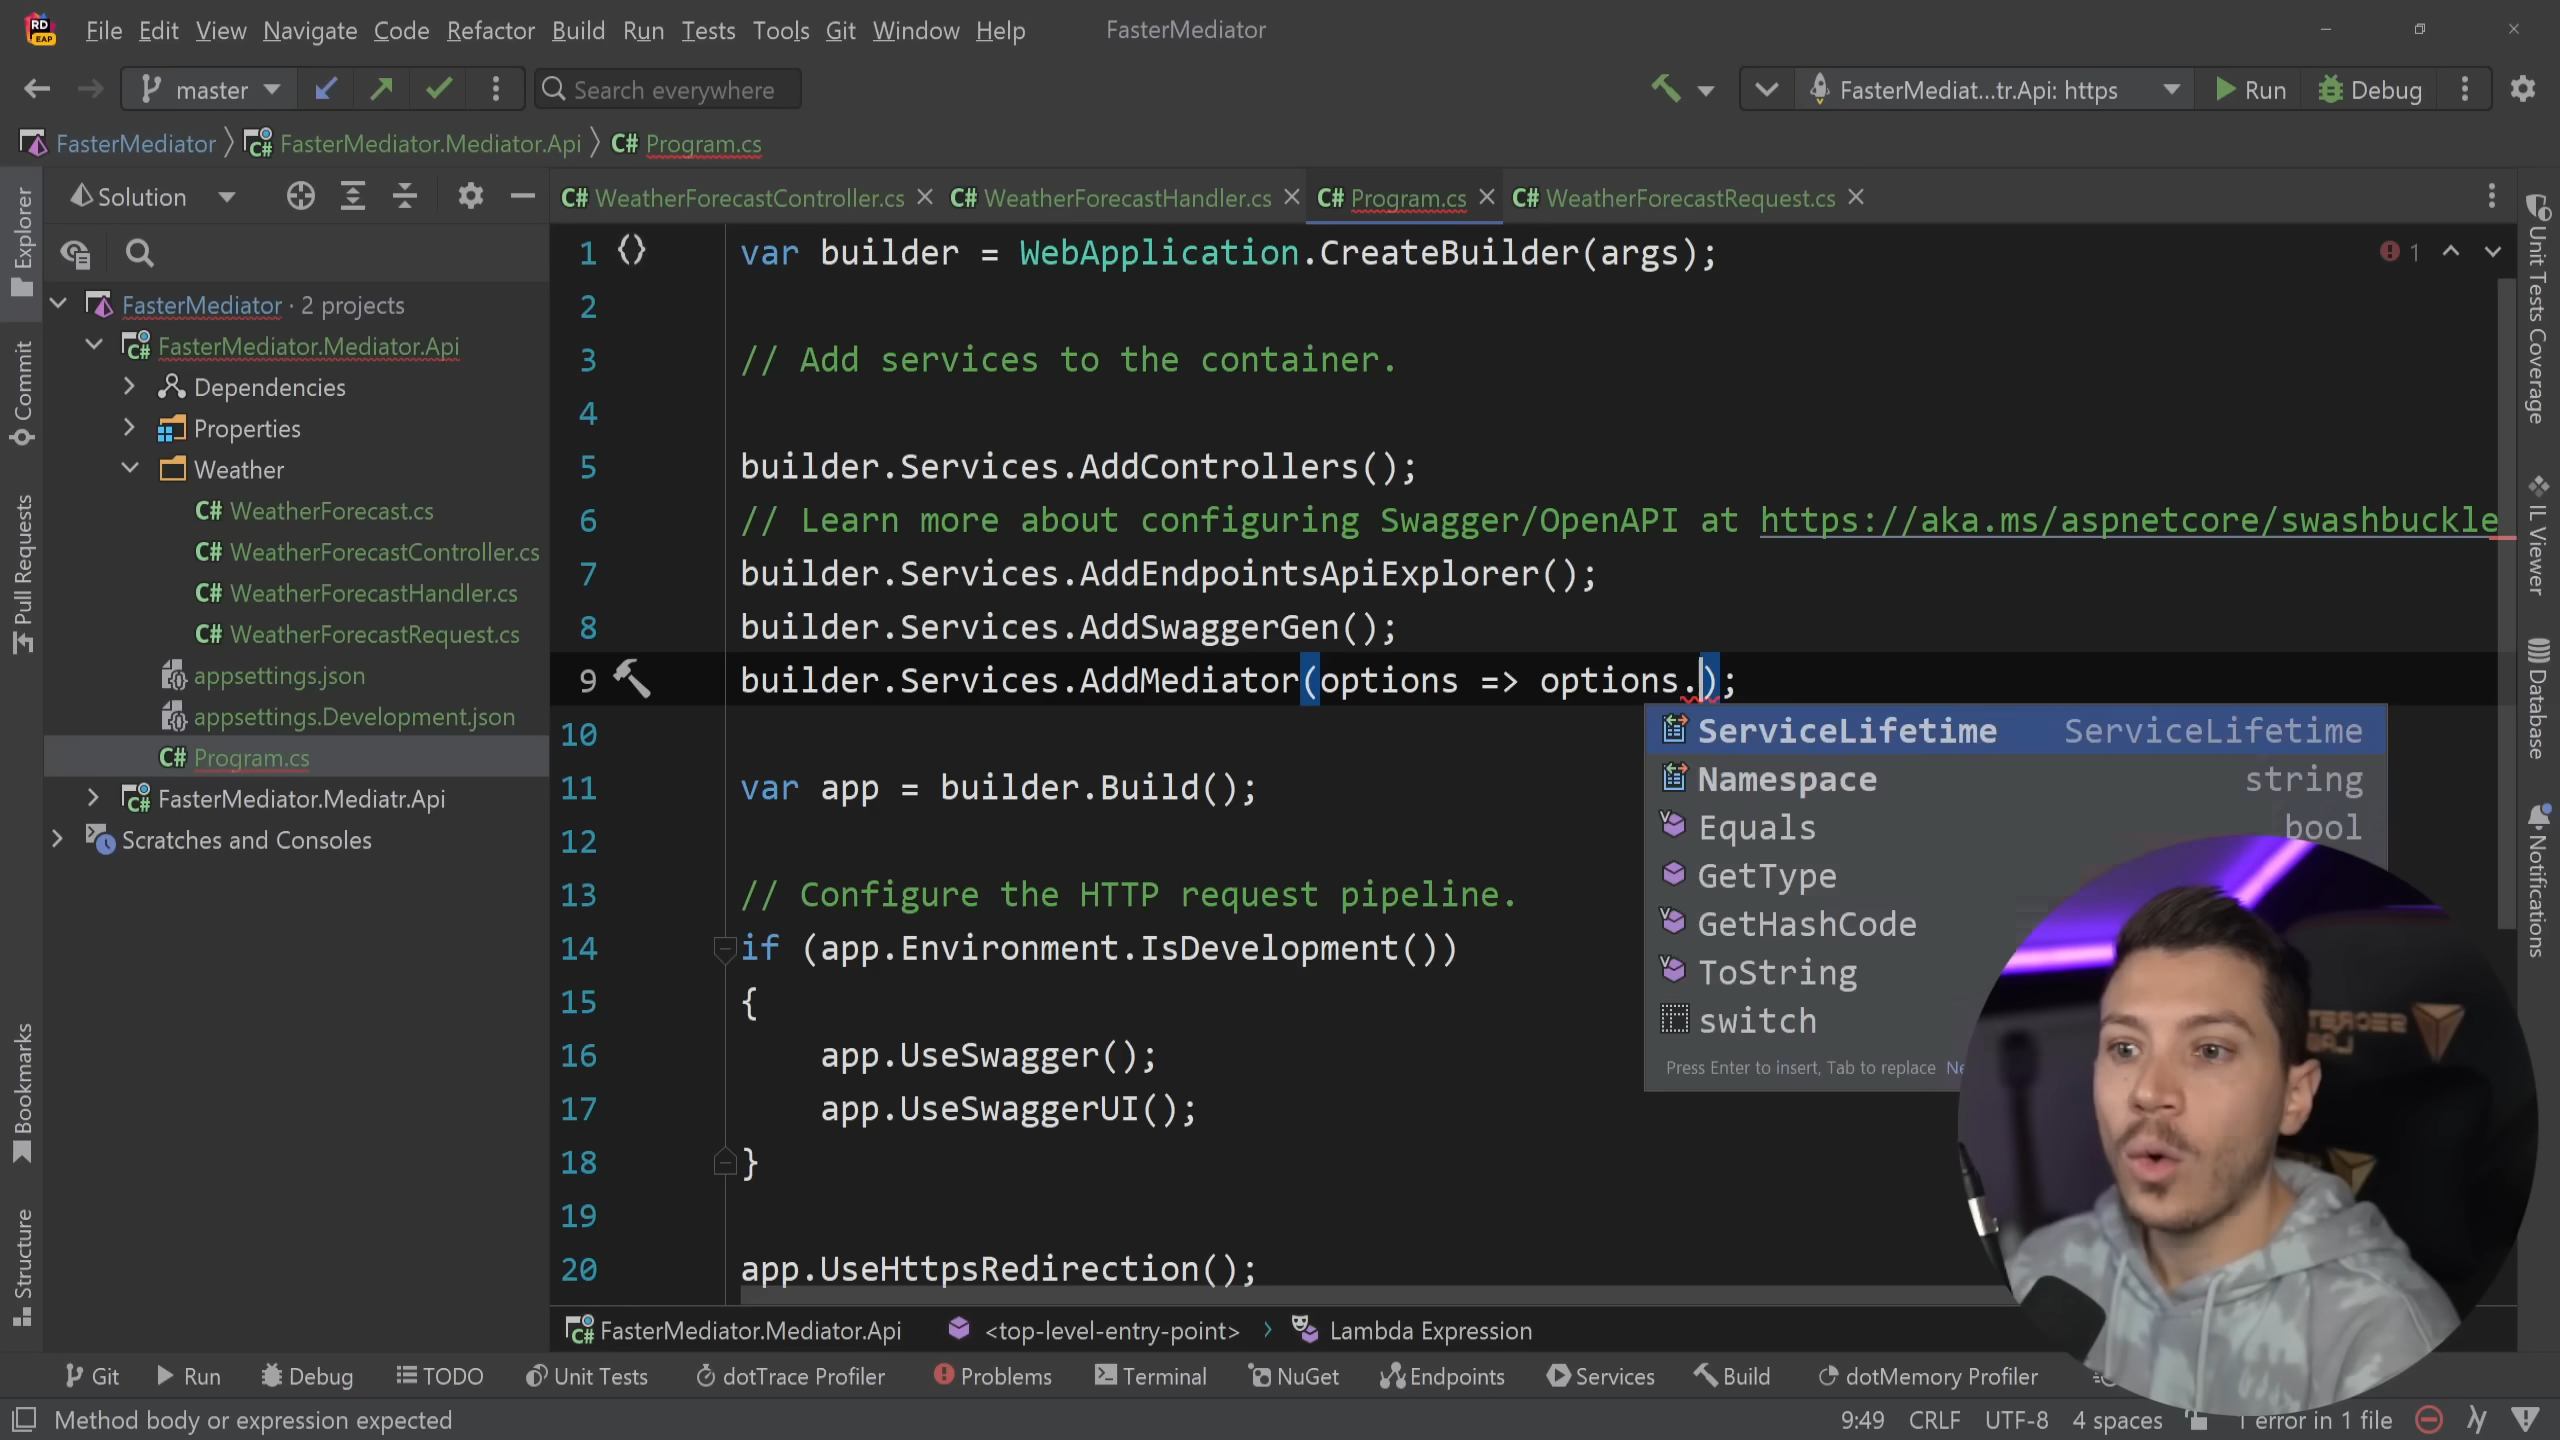 RD
EAP
File Edit View Navigate Code Refactor Build Run Tests Tools Git Window Help FasterMediator
master Search everywhere FasterMediat...tr.Api: https Run Debug
FasterMediator FasterMediator.Mediator.Api C# Program.cs
Solution
C# WeatherForecastController.cs C# WeatherForecastHandler.cs C# Program.cs C# WeatherForecastRequest.cs
Explorer
Commit
Pull Requests
Bookmarks
Structure
FasterMediator · 2 projects
FasterMediator.Mediator.Api
Dependencies
Properties
Weather
C# WeatherForecast.cs
C# WeatherForecastController.cs
C# WeatherForecastHandler.cs
C# WeatherForecastRequest.cs
appsettings.json
appsettings.Development.json
C# Program.cs
FasterMediator.Mediatr.Api
Scratches and Consoles
1 var builder = WebApplication.CreateBuilder(args); 1
2
3 // Add services to the container.
4
5 builder.Services.AddControllers();
6 // Learn more about configuring Swagger/OpenAPI at https://aka.ms/aspnetcore/swashbuckle
7 builder.Services.AddEndpointsApiExplorer();
8 builder.Services.AddSwaggerGen();
9 builder.Services.AddMediator(options => options.);
10
11 var app = builder.Build();
12
13 // Configure the HTTP request pipeline.
14 if (app.Environment.IsDevelopment())
15 {
16 app.UseSwagger();
17 app.UseSwaggerUI();
18 }
19
20 app.UseHttpsRedirection();
ServiceLifetime ServiceLifetime
Namespace string
Equals bool
GetType
GetHashCode
ToString
switch
Press Enter to insert, Tab to replace Ne
Unit Tests Coverage
IL Viewer
Database
Notifications
FasterMediator.Mediator.Api <top-level-entry-point> Lambda Expression
Git Run Debug TODO Unit Tests dotTrace Profiler Problems Terminal NuGet Endpoints Services Build dotMemory Profiler
Method body or expression expected 9:49 CRLF UTF-8 4 spaces 1 error in 1 file